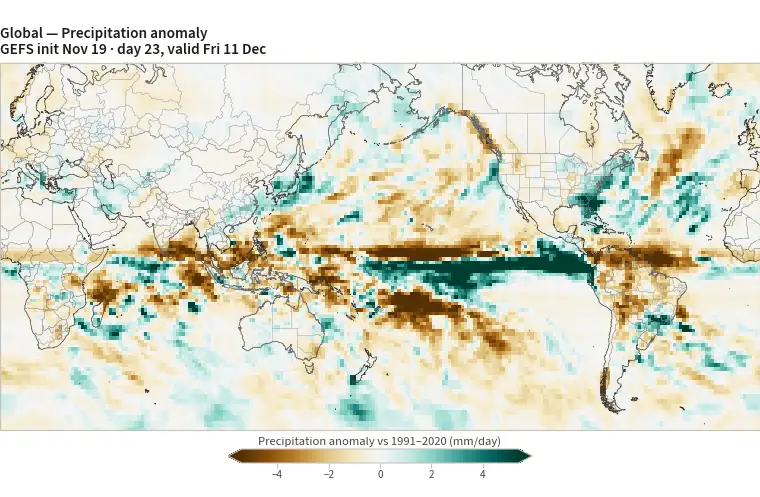 Global — Precipitation anomaly
GEFS init Nov 19 · day 23, valid Fri 11 Dec
Precipitation anomaly vs 1991–2020 (mm/day)
−4 −2 0 2 4